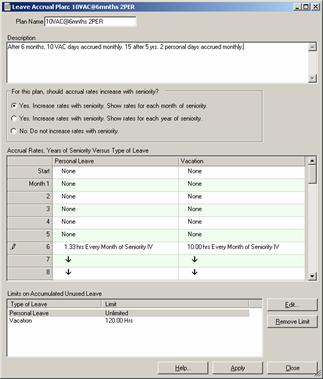 Leave Accrual Plan: 10VAC@6mnths 2PER
Plan Name 10VAC@6mnths 2PER
Description
After 6 months, 10 VAC days accrued monthly. 15 after 5 yrs. 2 personal days accrued monthly.
For this plan, should accrual rates increase with seniority?
Yes. Increase rates with seniority. Show rates for each month of seniority.
Yes. Increase rates with seniority. Show rates for each year of seniority.
No. Do not increase rates with seniority.
Accrual Rates, Years of Seniority Versus Type of Leave
Personal Leave Vacation
Start None None
Month 1 None None
2 None None
3 None None
4 None None
5 None None
6 1.33 hrs Every Month of Seniority IV 10.00 hrs Every Month of Seniority IV
7
8
Limits on Accumulated Unused Leave
Type of Leave Limit
Personal Leave Unlimited
Vacation 120.00 Hrs
Edit...
Remove Limit
Help... Apply Close